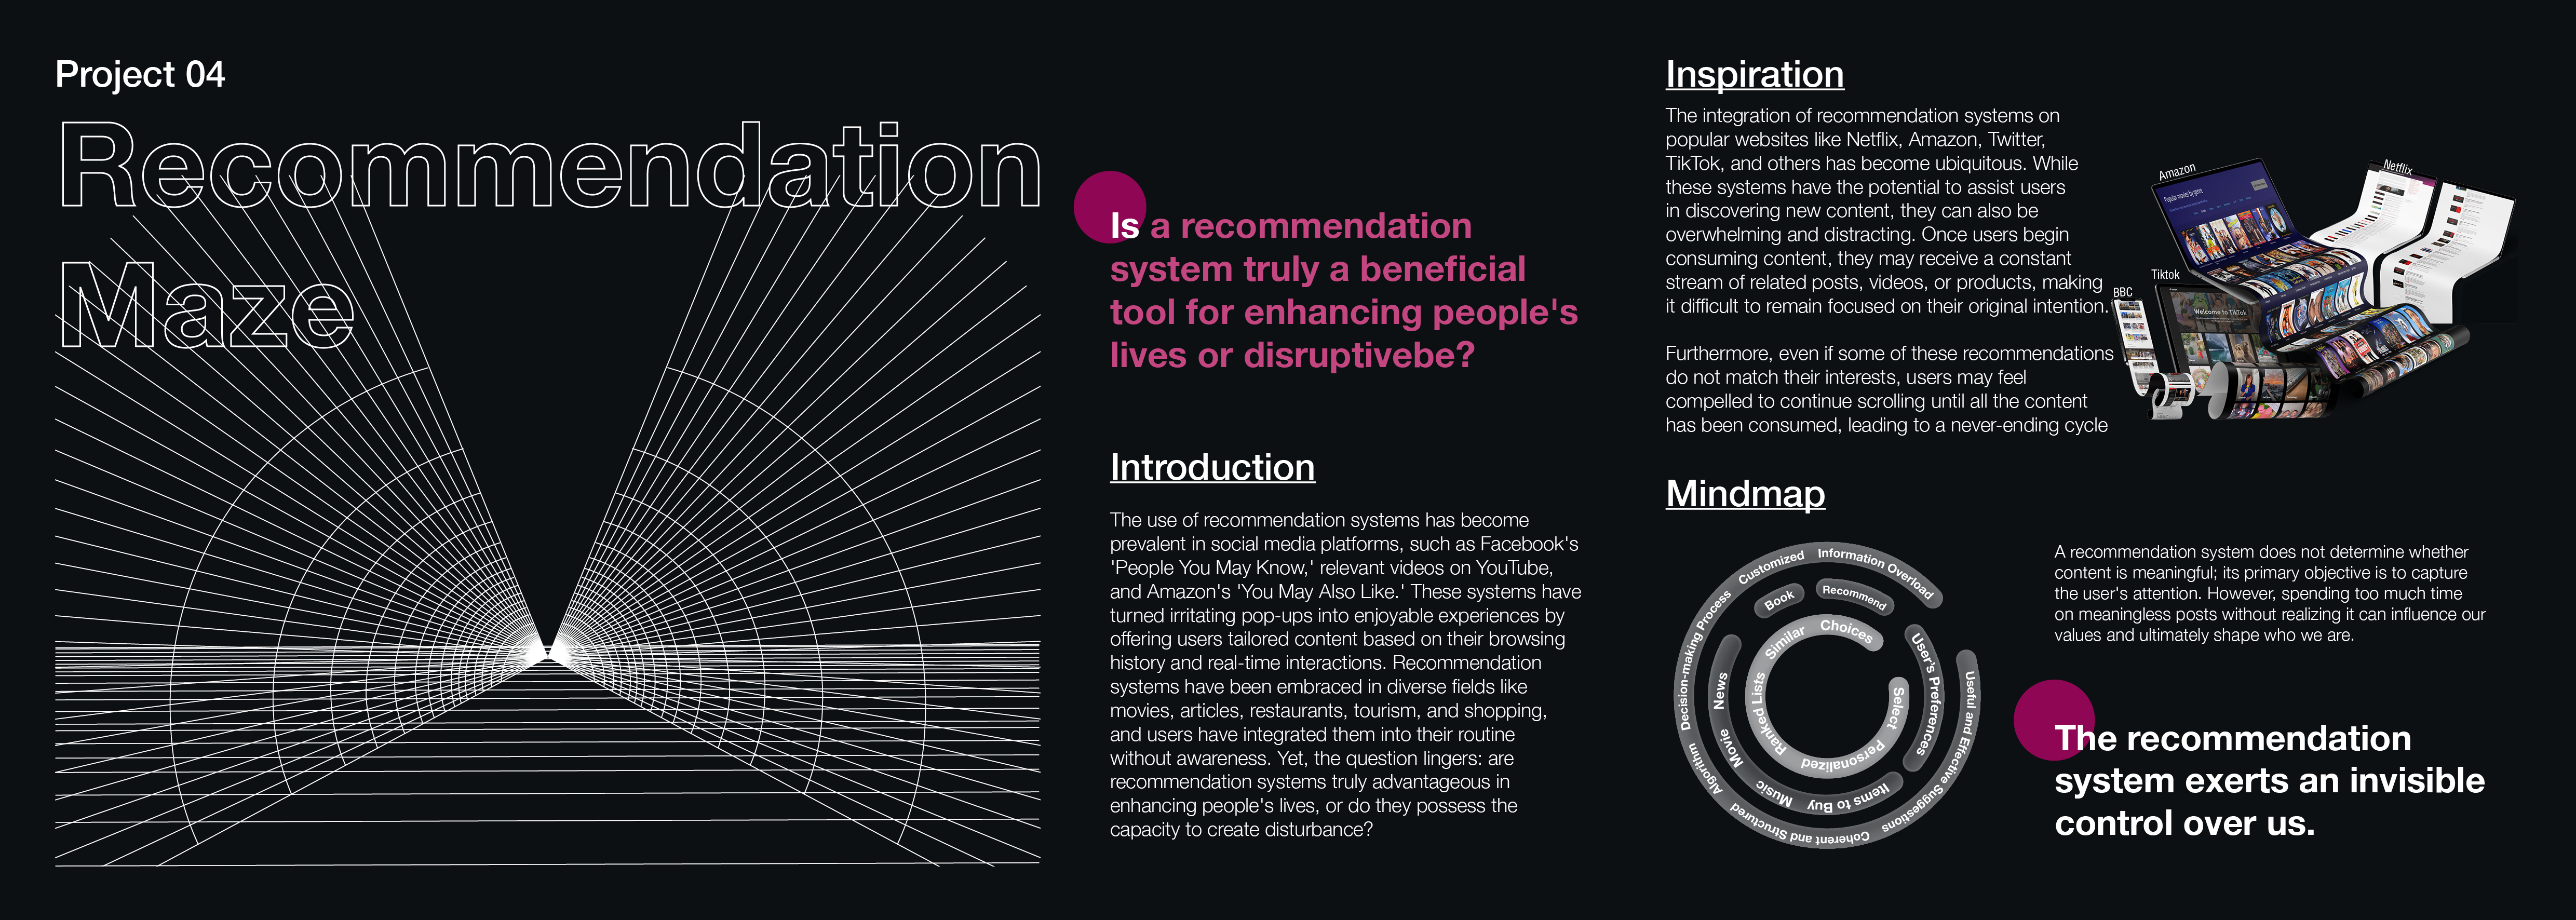 Project 04
Recommendation
Maze
Is a recommendation
system truly a beneficial
tool for enhancing people's
lives or disruptivebe?
Introduction
The use of recommendation systems has become
prevalent in social media platforms, such as Facebook's
'People You May Know,' relevant videos on YouTube,
and Amazon's 'You May Also Like.' These systems have
turned irritating pop-ups into enjoyable experiences by
offering users tailored content based on their browsing
history and real-time interactions. Recommendation
systems have been embraced in diverse fields like
movies, articles, restaurants, tourism, and shopping,
and users have integrated them into their routine
without awareness. Yet, the question lingers: are
recommendation systems truly advantageous in
enhancing people's lives, or do they possess the
capacity to create disturbance?
Inspiration
The integration of recommendation systems on
popular websites like Netflix, Amazon, Twitter,
TikTok, and others has become ubiquitous. While
these systems have the potential to assist users
in discovering new content, they can also be
overwhelming and distracting. Once users begin
consuming content, they may receive a constant
stream of related posts, videos, or products, making
it difficult to remain focused on their original intention.
Furthermore, even if some of these recommendations
do not match their interests, users may feel
compelled to continue scrolling until all the content
has been consumed, leading to a never-ending cycle
Amazon
Netflix
Tiktok
BBC
Popular movies by genre
Welcome to TikTok
Mindmap
Algorithm Decision-making Process Customized Information Overload
Useful and Effective Suggestions Coherent and Structured
Book
Recommend
User's Preferences
Items to Buy Music Movie News
Select Personalized Ranked Lists Similar Choices
A recommendation system does not determine whether
content is meaningful; its primary objective is to capture
the user's attention. However, spending too much time
on meaningless posts without realizing it can influence our
values and ultimately shape who we are.
The recommendation
system exerts an invisible
control over us.